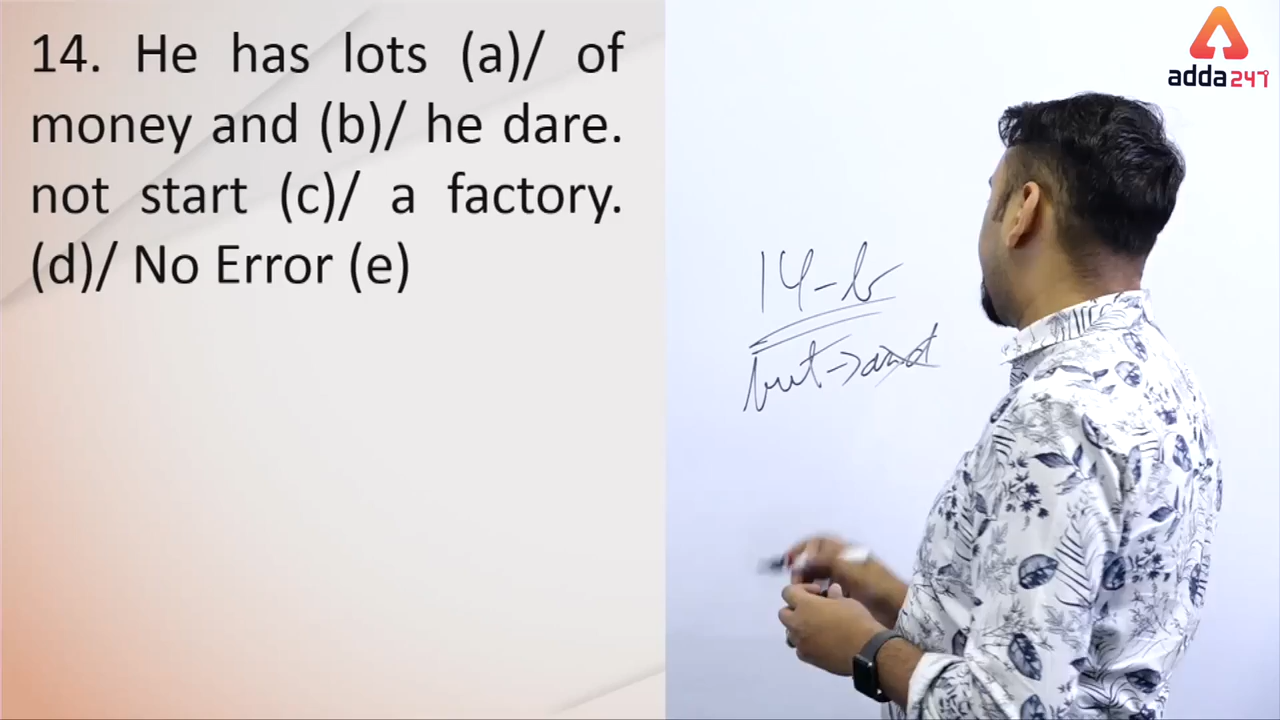 14. He has lots (a)/ of
money and (b)/ he dare.
not start (c)/ a factory.
(d)/ No Error (e)
adda247
14-b
but→and